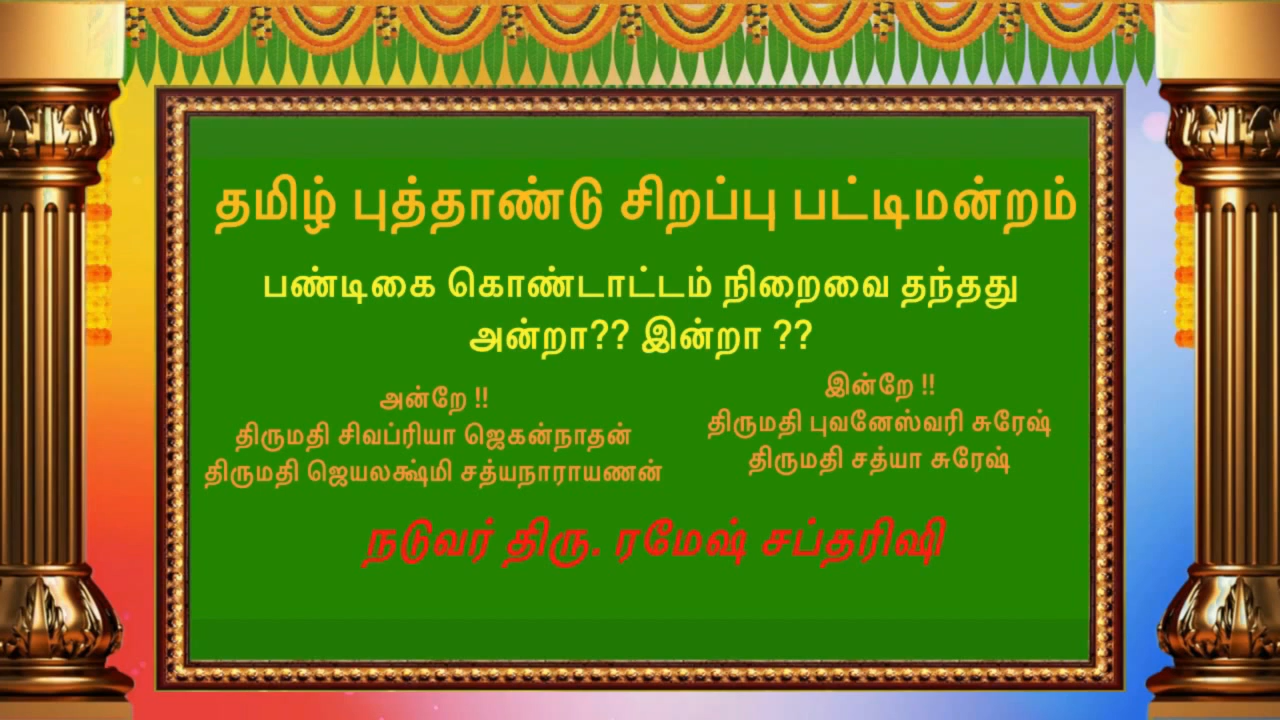 தமிழ் புத்தாண்டு சிறப்பு பட்டிமன்றம்
பண்டிகை கொண்டாட்டம் நிறைவை தந்தது
அன்றா?? இன்றா ??
அன்றே !!
திருமதி சிவப்ரியா ஜெகன்நாதன்
திருமதி ஜெயலக்ஷ்மி சத்யநாராயணன்
இன்றே !!
திருமதி புவனேஸ்வரி சுரேஷ்
திருமதி சத்யா சுரேஷ்
நடுவர் திரு. ரமேஷ் சப்தரிஷி